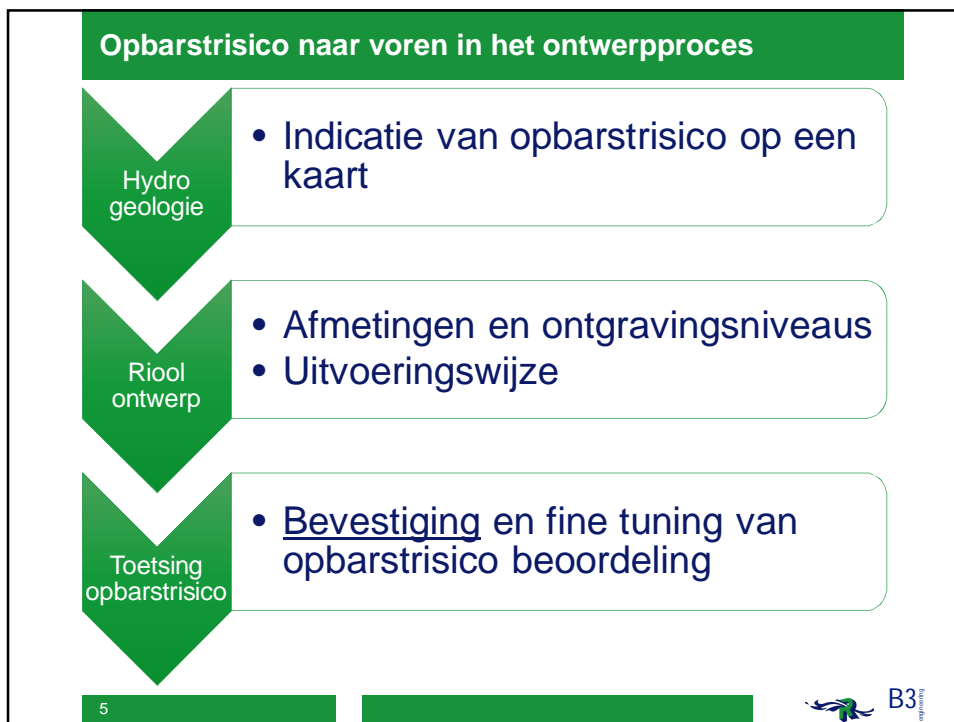 Opbarstrisico naar voren in het ontwerpproces
Hydro
geologie
• Indicatie van opbarstrisico op een
kaart
Riool
ontwerp
• Afmetingen en ontgravingsniveaus
• Uitvoeringswijze
Toetsing
opbarstrisico
• Bevestiging en fine tuning van
opbarstrisico beoordeling
5
R
B3
engineering